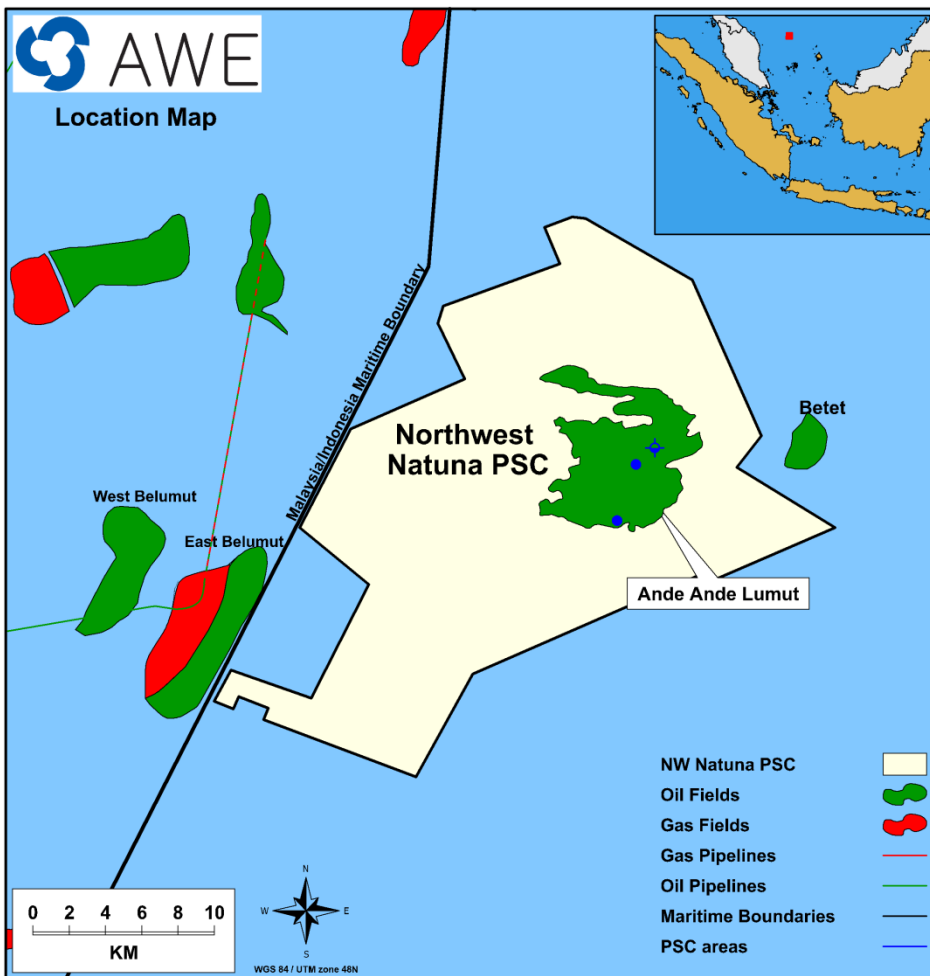 AWE
Location Map
Malaysia/Indonesia Maritime Boundary
Northwest
Natuna PSC
Betet
West Belumut
East Belumut
Ande Ande Lumut
NW Natuna PSC
Oil Fields
Gas Fields
Gas Pipelines
Oil Pipelines
Maritime Boundaries
PSC areas
0 2 4 6 8 10
KM
N
W E
S
WGS 84 / UTM zone 48N